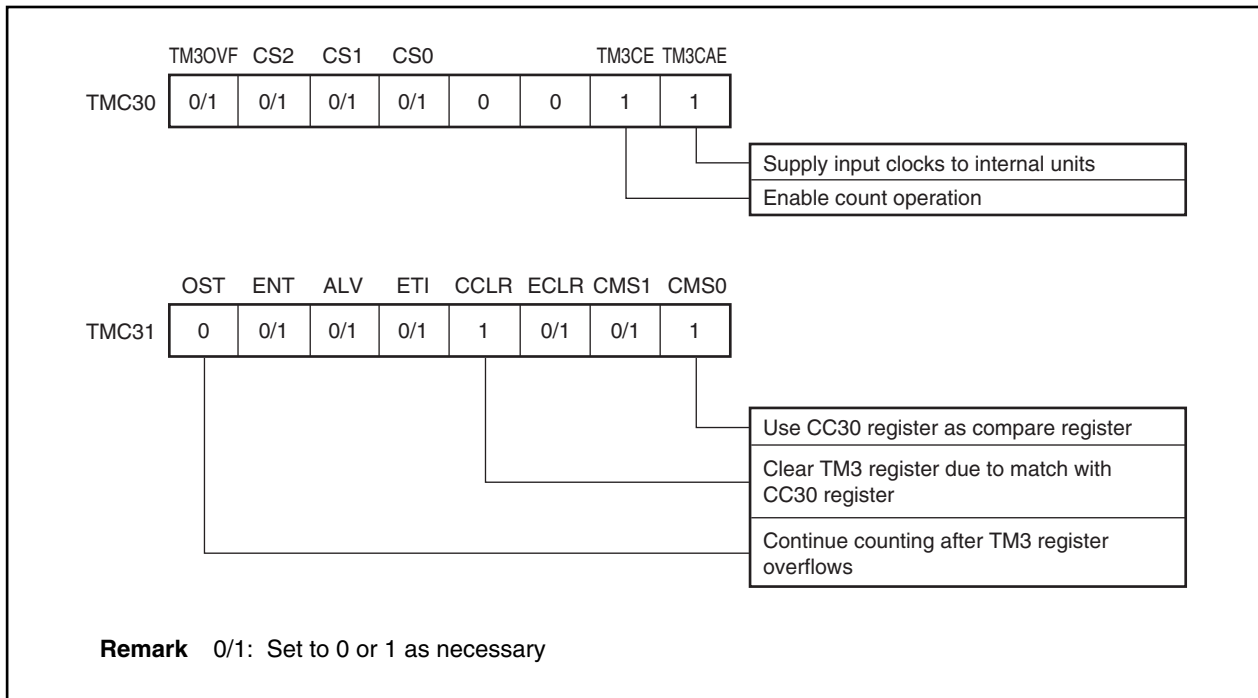 TM3OVF CS2 CS1 CS0 TM3CE TM3CAE
TMC30 0/1 0/1 0/1 0/1 0 0 1 1
Supply input clocks to internal units
Enable count operation
OST ENT ALV ETI CCLR ECLR CMS1 CMS0
TMC31 0 0/1 0/1 0/1 1 0/1 0/1 1
Use CC30 register as compare register
Clear TM3 register due to match with
CC30 register
Continue counting after TM3 register
overflows
Remark 0/1: Set to 0 or 1 as necessary